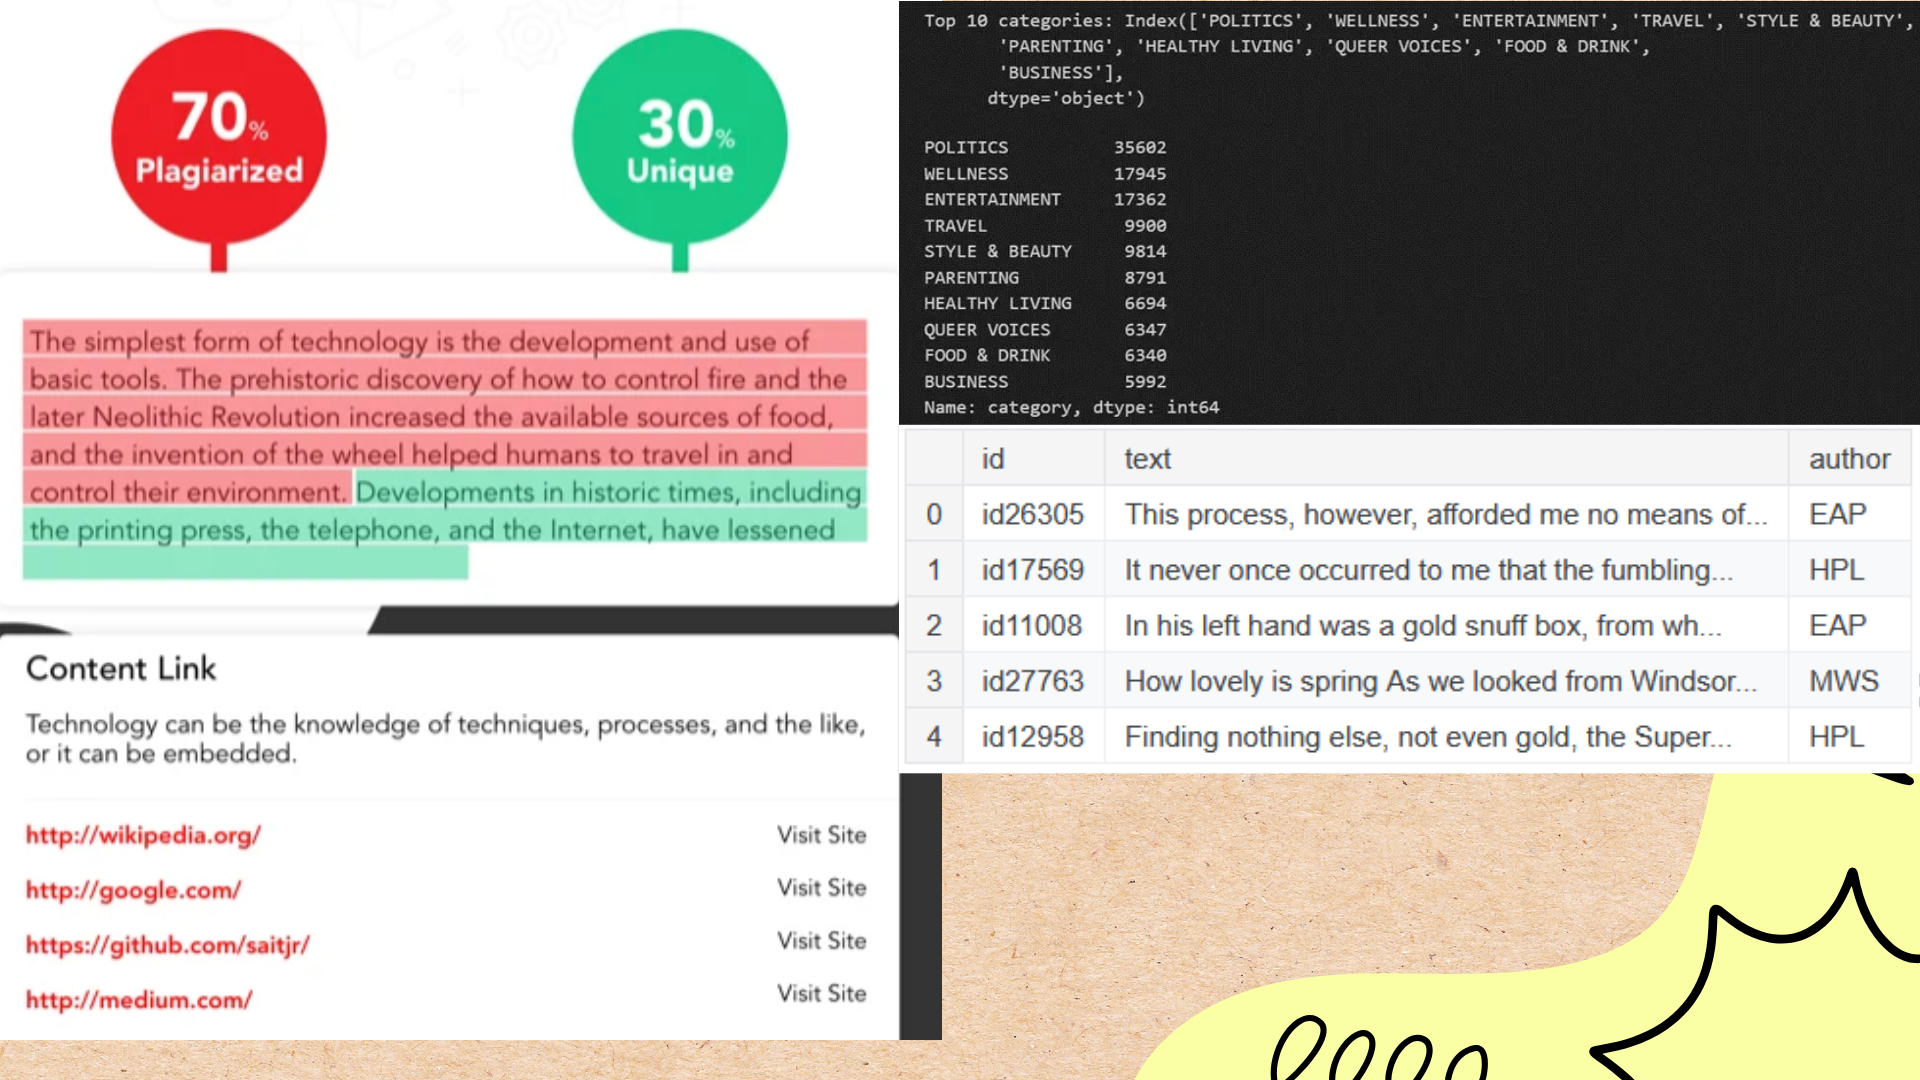 70%
Plagiarized
30%
Unique
The simplest form of technology is the development and use of
basic tools. The prehistoric discovery of how to control fire and the
later Neolithic Revolution increased the available sources of food,
and the invention of the wheel helped humans to travel in and
control their environment. Developments in historic times, including
the printing press, the telephone, and the Internet, have lessened
Content Link
Technology can be the knowledge of techniques, processes, and the like,
or it can be embedded.
http://wikipedia.org/ Visit Site
http://google.com/ Visit Site
https://github.com/saitjr/ Visit Site
http://medium.com/ Visit Site
Top 10 categories: Index(['POLITICS', 'WELLNESS', 'ENTERTAINMENT', 'TRAVEL', 'STYLE & BEAUTY',
'PARENTING', 'HEALTHY LIVING', 'QUEER VOICES', 'FOOD & DRINK',
'BUSINESS'],
dtype='object')
POLITICS 35602
WELLNESS 17945
ENTERTAINMENT 17362
TRAVEL 9900
STYLE & BEAUTY 9814
PARENTING 8791
HEALTHY LIVING 6694
QUEER VOICES 6347
FOOD & DRINK 6340
BUSINESS 5992
Name: category, dtype: int64
id text author
0 id26305 This process, however, afforded me no means of... EAP
1 id17569 It never once occurred to me that the fumbling... HPL
2 id11008 In his left hand was a gold snuff box, from wh... EAP
3 id27763 How lovely is spring As we looked from Windsor... MWS
4 id12958 Finding nothing else, not even gold, the Super... HPL